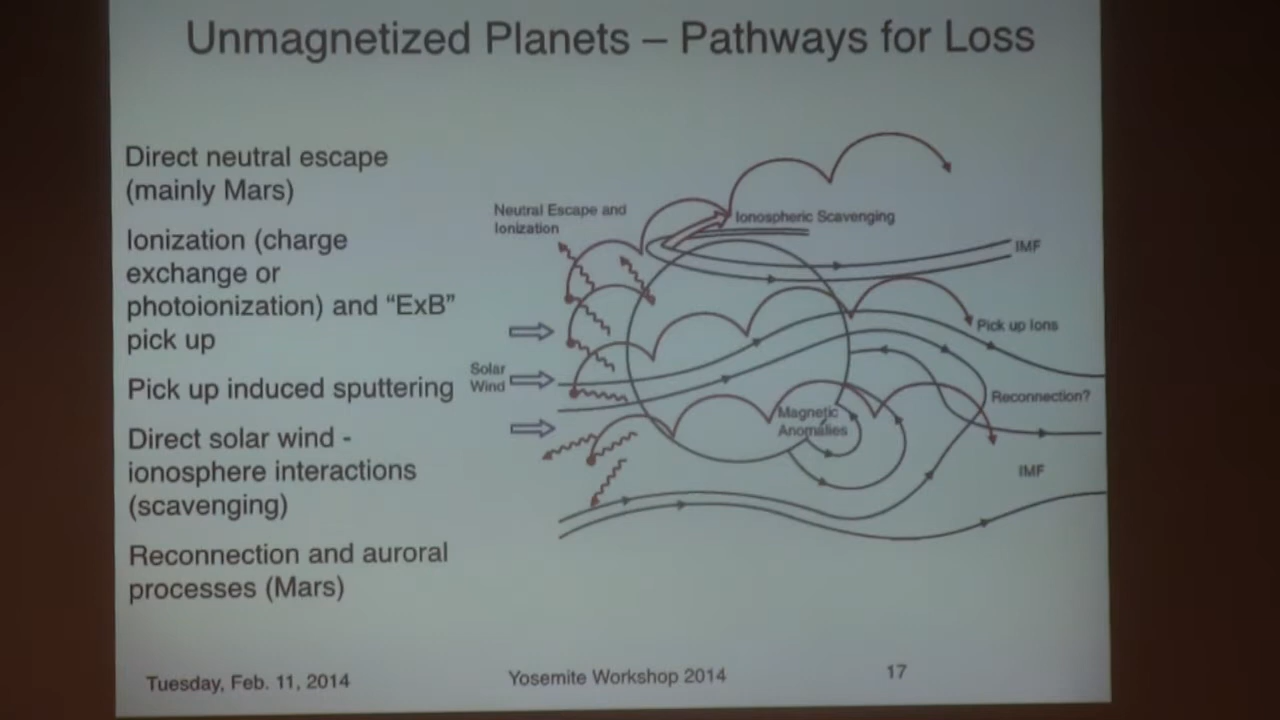 Unmagnetized Planets – Pathways for Loss
Direct neutral escape
(mainly Mars)
Ionization (charge
exchange or
photoionization) and “ExB”
pick up
Pick up induced sputtering
Direct solar wind -
ionosphere interactions
(scavenging)
Reconnection and auroral
processes (Mars)
Neutral Escape and
Ionization
Ionospheric Scavenging
IMF
Pick up Ions
Solar
Wind
Reconnection?
Magnetic
Anomalies
IMF
Tuesday, Feb. 11, 2014
Yosemite Workshop 2014
17